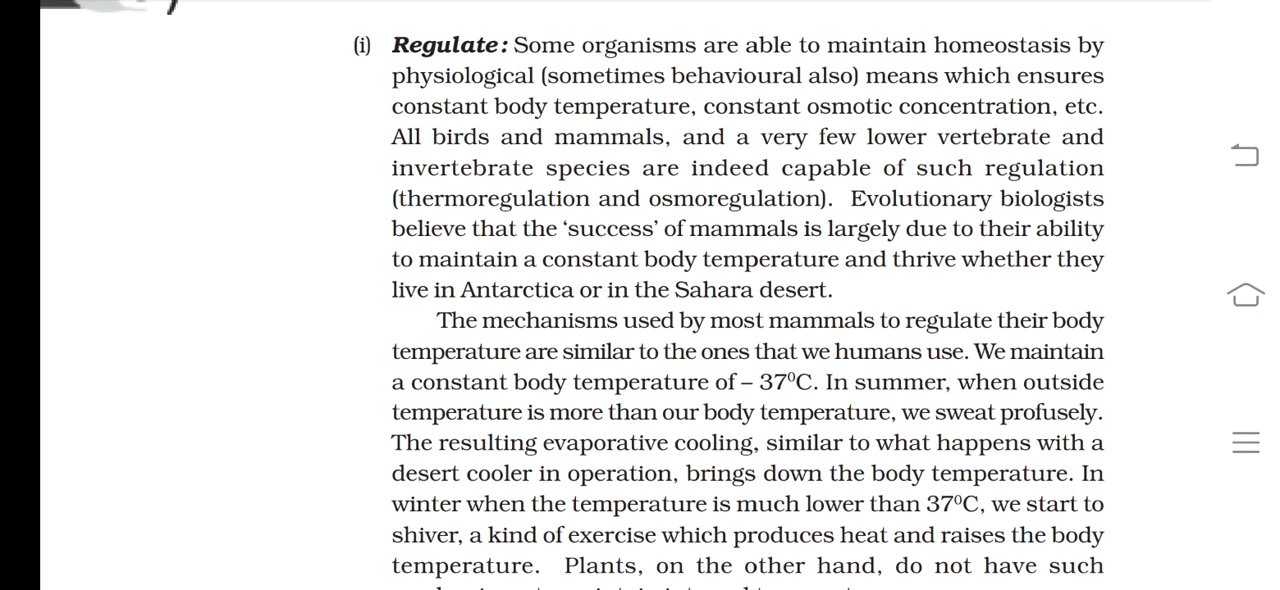 (i) Regulate: Some organisms are able to maintain homeostasis by
physiological (sometimes behavioural also) means which ensures
constant body temperature, constant osmotic concentration, etc.
All birds and mammals, and a very few lower vertebrate and
invertebrate species are indeed capable of such regulation
(thermoregulation and osmoregulation). Evolutionary biologists
believe that the ‘success’ of mammals is largely due to their ability
to maintain a constant body temperature and thrive whether they
live in Antarctica or in the Sahara desert.
The mechanisms used by most mammals to regulate their body
temperature are similar to the ones that we humans use. We maintain
a constant body temperature of – 37⁰C. In summer, when outside
temperature is more than our body temperature, we sweat profusely.
The resulting evaporative cooling, similar to what happens with a
desert cooler in operation, brings down the body temperature. In
winter when the temperature is much lower than 37⁰C, we start to
shiver, a kind of exercise which produces heat and raises the body
temperature. Plants, on the other hand, do not have such